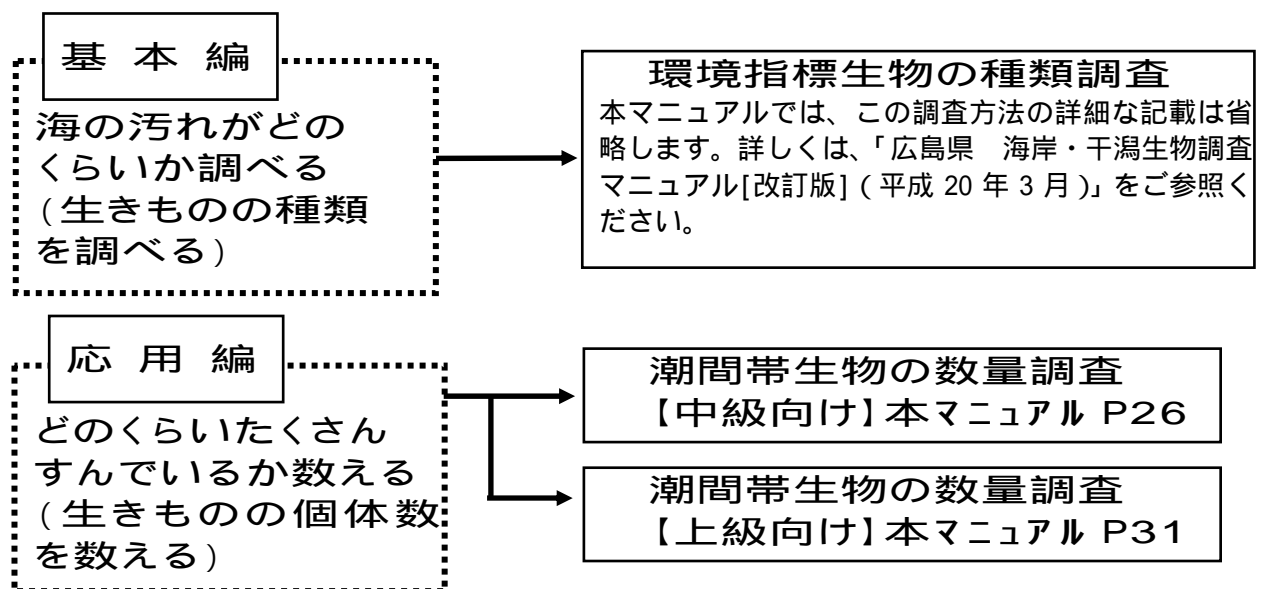 基 本 編
海の汚れがどの
くらいか調べる
(生きものの種類
を調べる)
環境指標生物の種類調査
本マニュアルでは、この調査方法の詳細な記載は省
略します。詳しくは、「広島県　海岸・干潟生物調査
マニュアル[改訂版](平成 20 年 3 月)」をご参照く
ださい。
応 用 編
どのくらいたくさん
すんでいるか数える
(生きものの個体数
を数える)
潮間帯生物の数量調査
【中級向け】本マニュアル P26
潮間帯生物の数量調査
【上級向け】本マニュアル P31